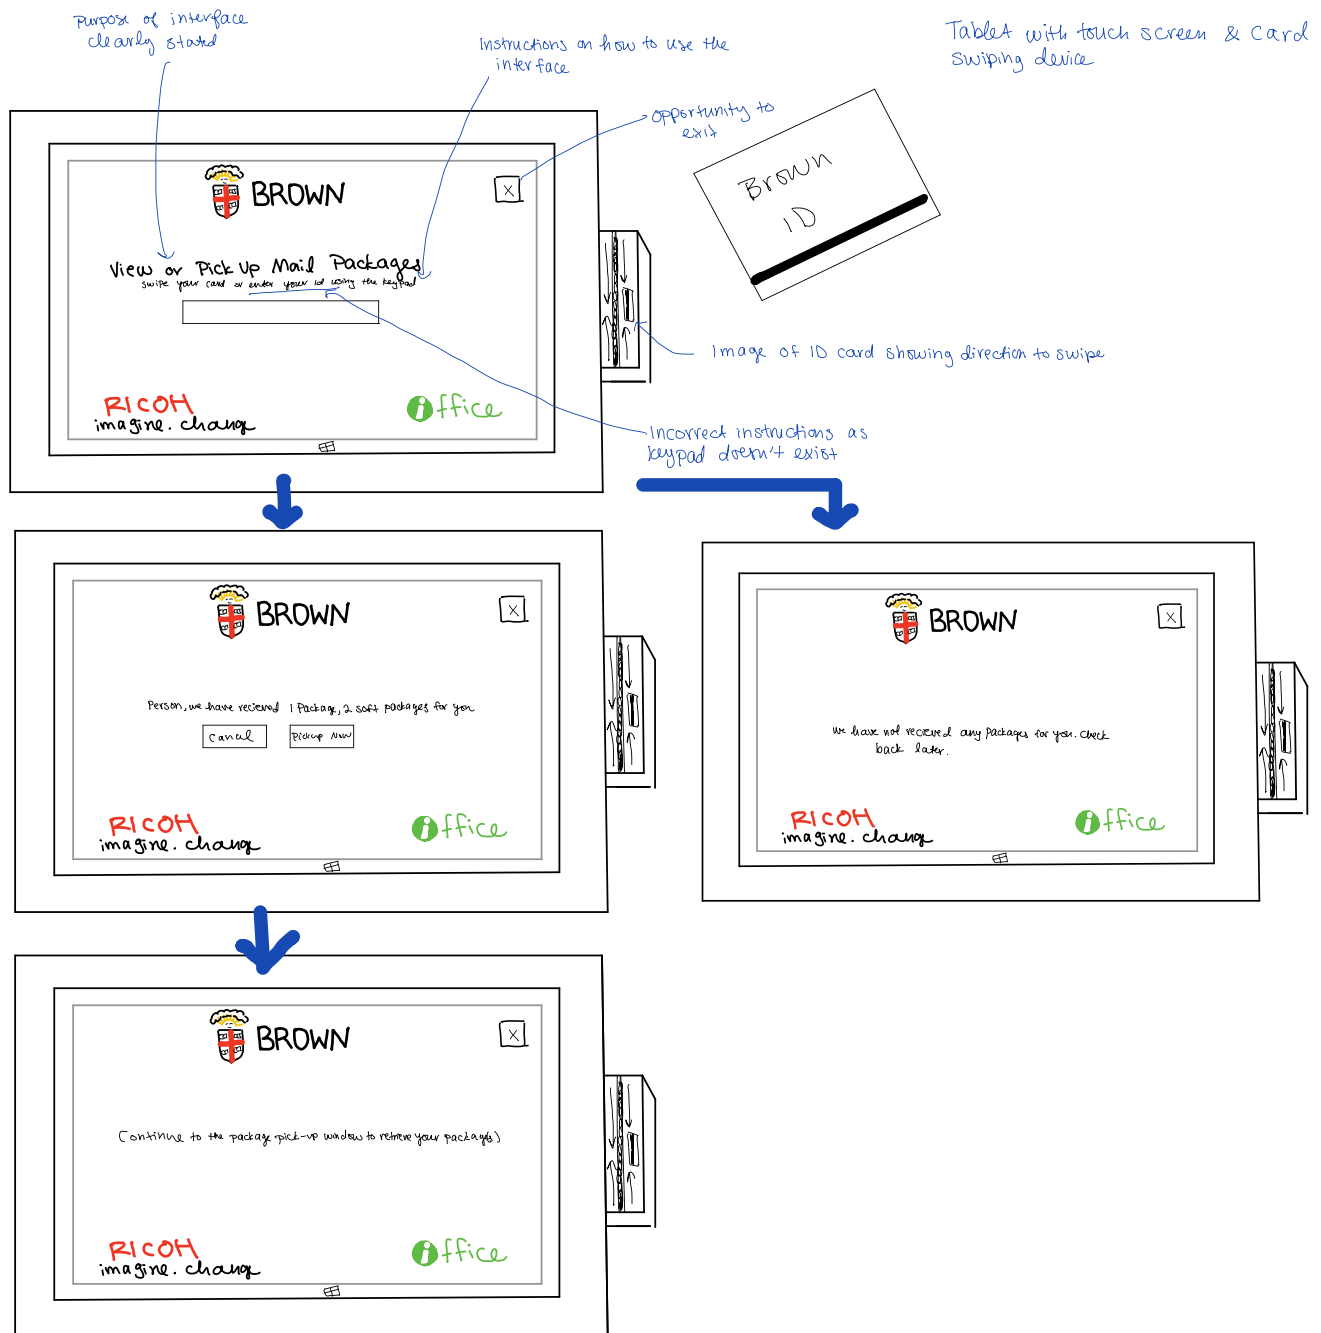 Purpose of interface
clearly stated
Instructions on how to use the
interface
Tablet with touch screen & Card
swiping device
opportunity to
exit
Brown
ID
BROWN
X
View or Pick Up Mail Packages
swipe your card or enter your id using the keypad
Image of ID card showing direction to swipe
RICOH
imagine. change
iffice
Incorrect instructions as
keypad doesn't exist
BROWN
X
Person, we have recieved 1 Package, 2 soft packages for you
Cancel
Pickup Now
RICOH
imagine. change
iffice
BROWN
X
we have not recieved any packages for you. Check
back later.
RICOH
imagine. change
iffice
BROWN
X
(ontinue to the package pick-up window to retrieve your packages)
RICOH
imagine. change
iffice